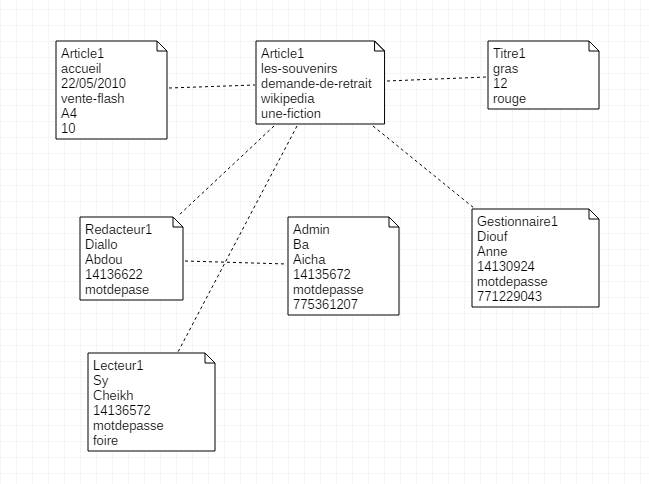 Article1
accueil
22/05/2010
vente-flash
A4
10
Article1
les-souvenirs
demande-de-retrait
wikipedia
une-fiction
Titre1
gras
12
rouge
Redacteur1
Diallo
Abdou
14136622
motdepase
Admin
Ba
Aicha
14135672
motdepasse
775361207
Gestionnaire1
Diouf
Anne
14130924
motdepasse
771229043
Lecteur1
Sy
Cheikh
14136572
motdepasse
foire